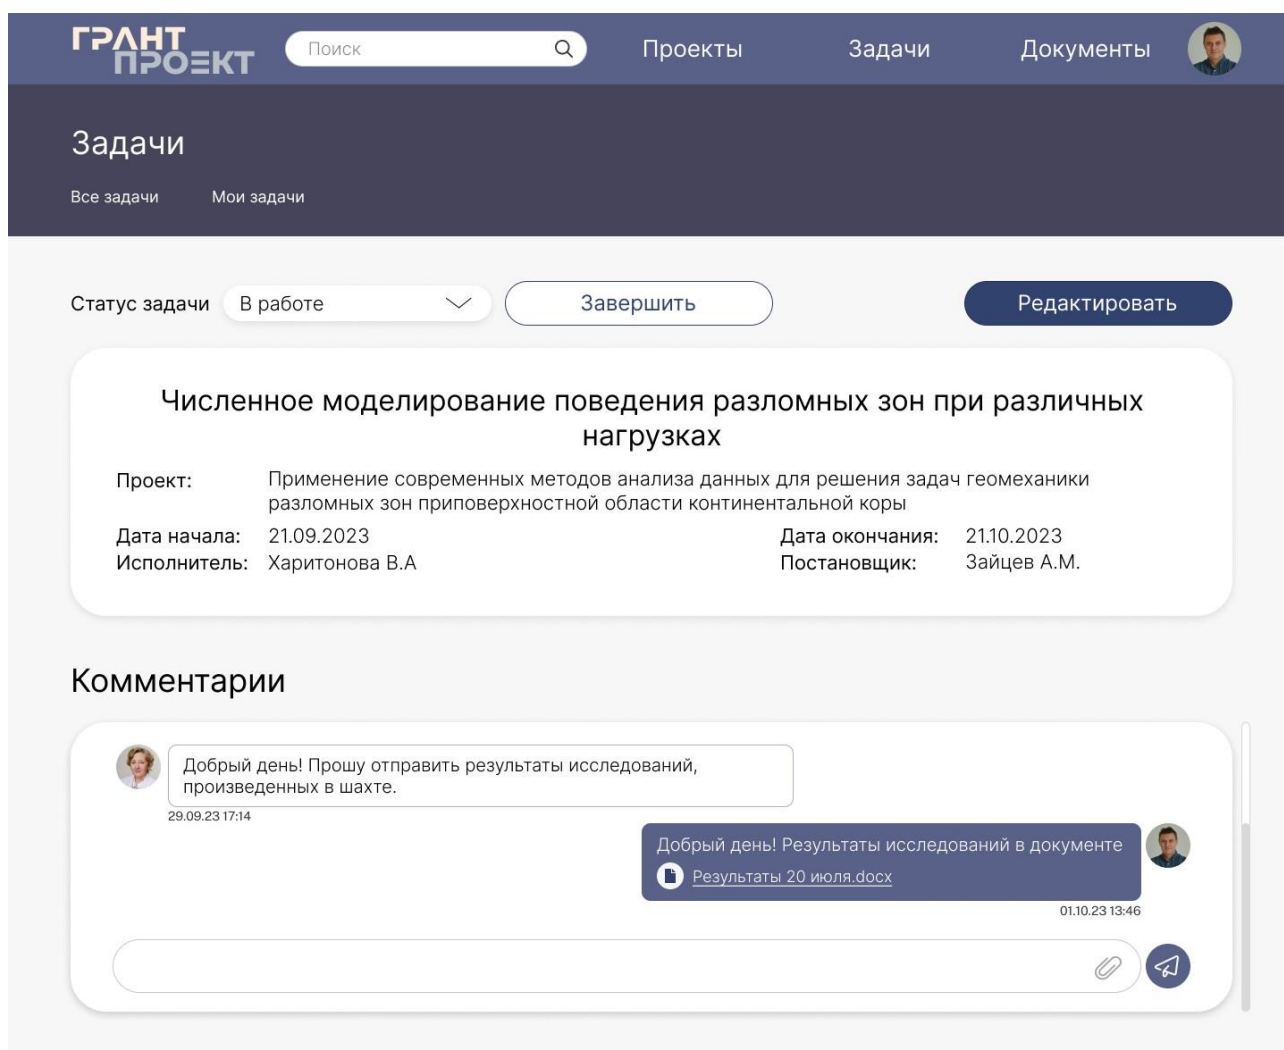 ГРАНТ
ПРОЕКТ
Поиск
Проекты
Задачи
Документы
Задачи
Все задачи
Мои задачи
Статус задачи
В работе
Завершить
Редактировать
Численное моделирование поведения разломных зон при различных
нагрузках
Проект:
Применение современных методов анализа данных для решения задач геомеханики
разломных зон приповерхностной области континентальной коры
Дата начала: 21.09.2023
Дата окончания: 21.10.2023
Исполнитель: Харитонова В.А
Постановщик: Зайцев А.М.
Комментарии
Добрый день! Прошу отправить результаты исследований,
произведенных в шахте.
29.09.23 17:14
Добрый день! Результаты исследований в документе
Результаты 20 июля.docx
01.10.23 13:46